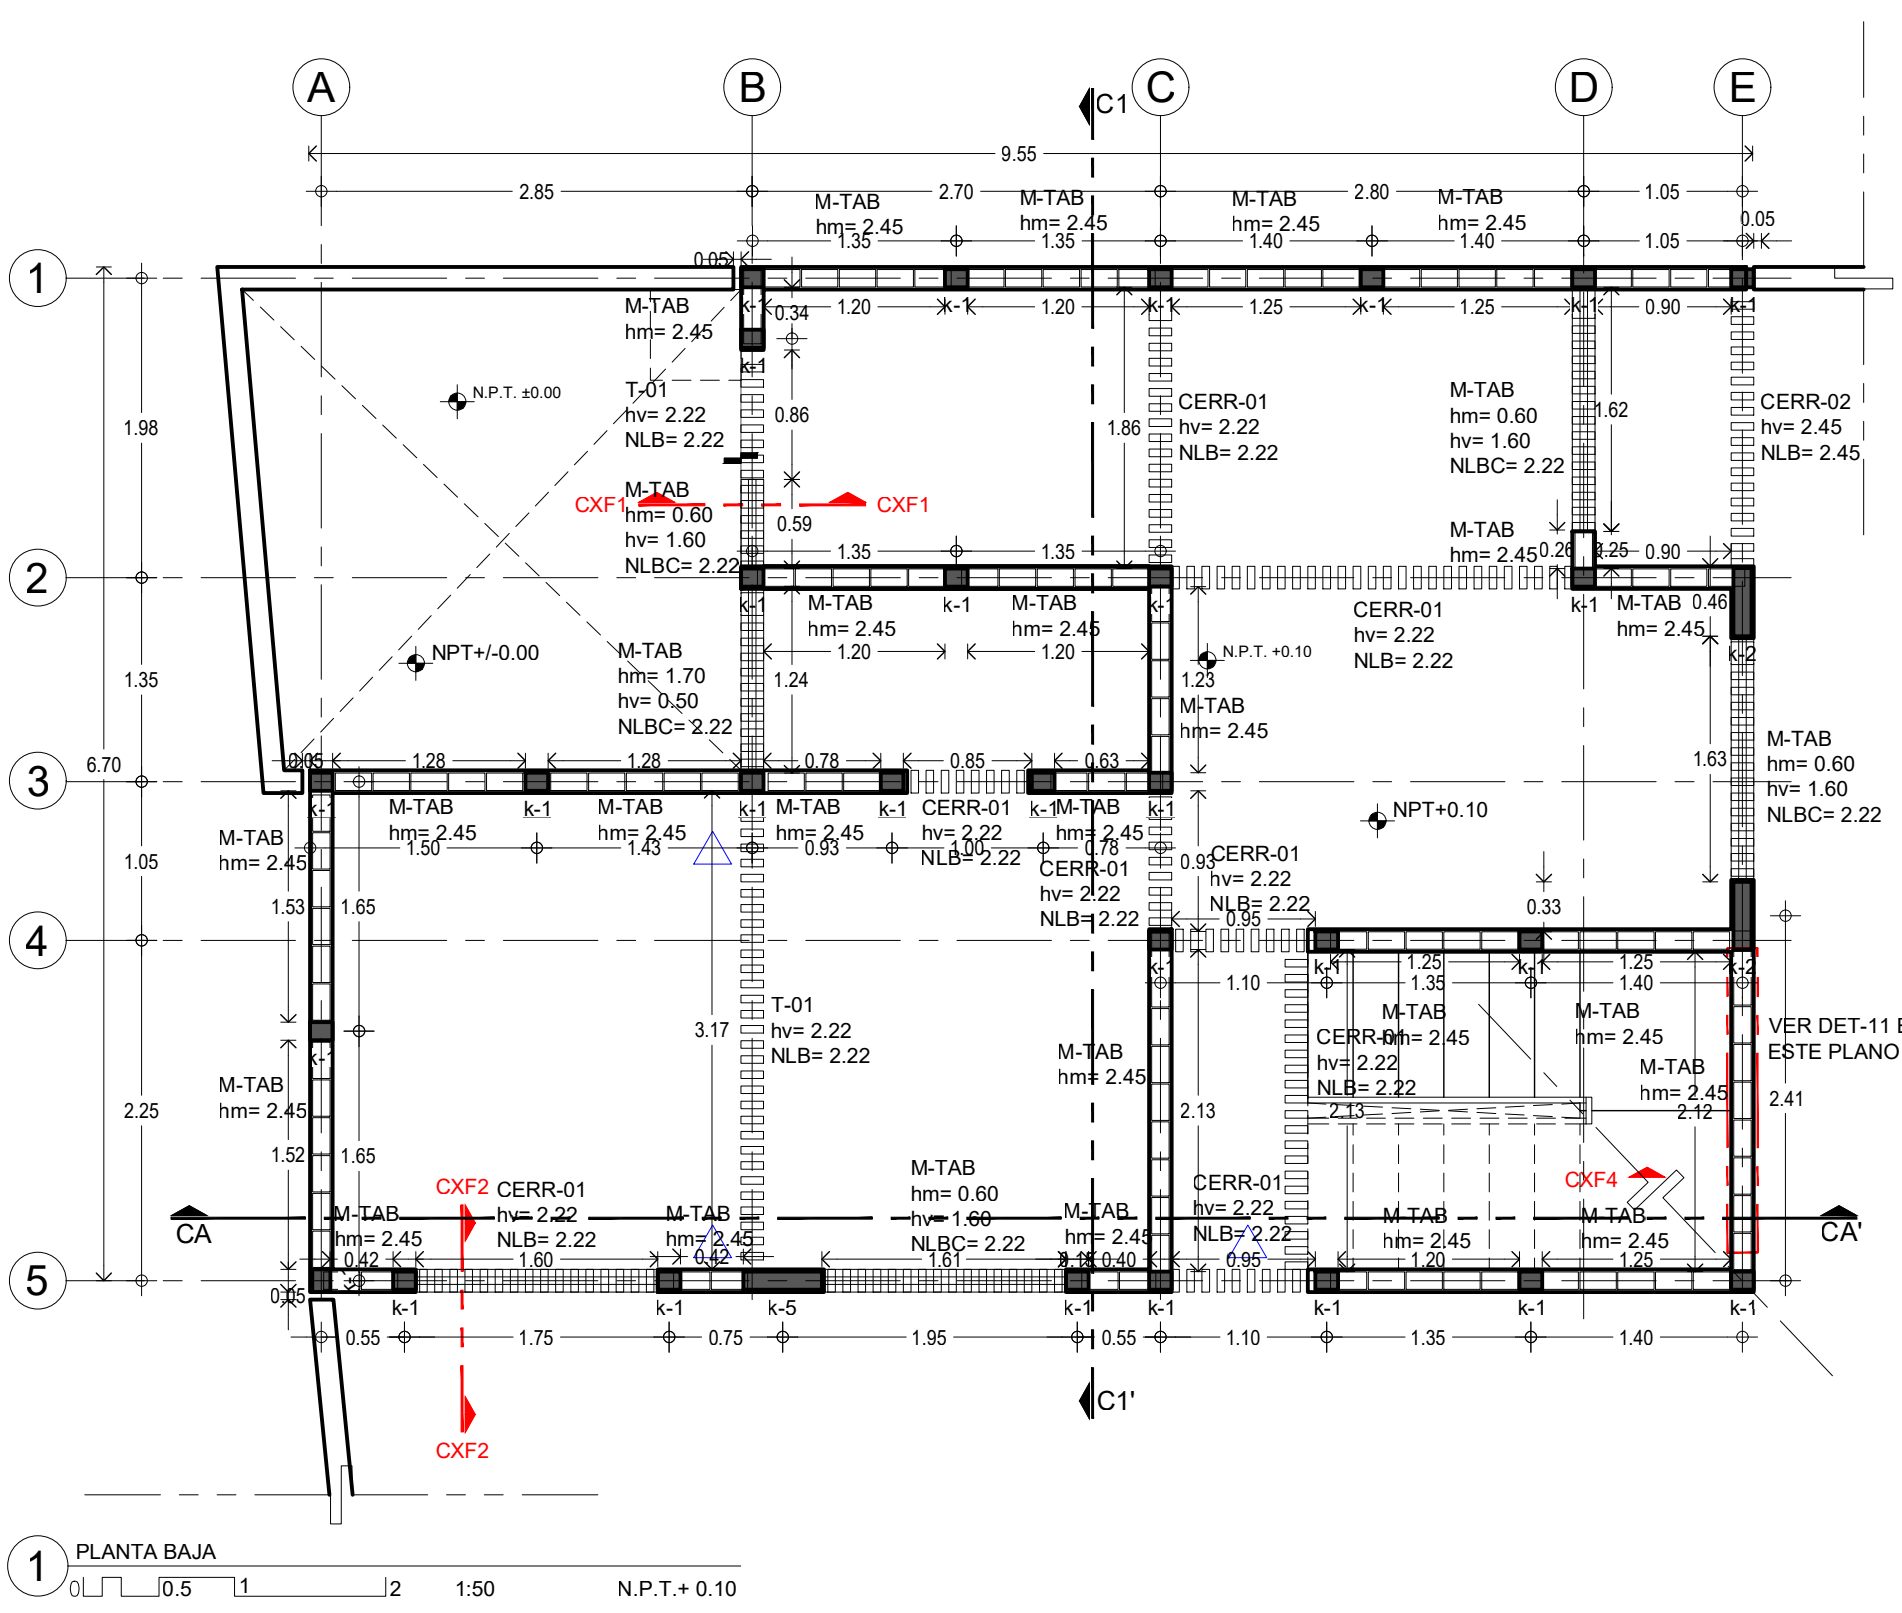 A
B
C
D
E
C1
9.55
2.85
2.70
2.80
1.05
M-TAB
hm= 2.45
M-TAB
hm= 2.45
M-TAB
hm= 2.45
M-TAB
hm= 2.45
0.05
1.35
1.35
1.40
1.40
1.05
0.05
1
k-1
k-1
k-1
k-1
k-1
k-1
0.34
1.20
1.20
1.25
1.25
0.90
M-TAB
hm= 2.45
k-1
N.P.T. ±0.00
T-01
hv= 2.22
NLB= 2.22
0.86
1.98
1.86
CERR-01
hv= 2.22
NLB= 2.22
M-TAB
hm= 0.60
hv= 1.60
NLBC= 2.22
1.62
CERR-02
hv= 2.45
NLB= 2.45
CXF1
CXF1
M-TAB
hm= 0.60
hv= 1.60
NLBC= 2.22
0.59
1.35
1.35
M-TAB
hm= 2.45
0.26
0.25
0.90
2
k-1
k-1
k-1
k-1
M-TAB
hm= 2.45
M-TAB
hm= 2.45
CERR-01
hv= 2.22
NLB= 2.22
M-TAB
hm= 2.45
0.46
k-2
NPT+/-0.00
M-TAB
hm= 1.70
hv= 0.50
NLBC= 2.22
1.20
1.20
1.24
N.P.T. +0.10
1.23
M-TAB
hm= 2.45
1.35
6.70
1.63
M-TAB
hm= 0.60
hv= 1.60
NLBC= 2.22
0.05
1.28
1.28
0.78
0.85
0.63
3
k-1
k-1
k-1
k-1
k-1
k-1
M-TAB
hm= 2.45
M-TAB
hm= 2.45
M-TAB
hm= 2.45
CERR-01
hv= 2.22
NLB= 2.22
M-TAB
hm= 2.45
NPT+0.10
M-TAB
hm= 2.45
1.50
1.43
0.93
1.00
0.78
1.05
CERR-01
hv= 2.22
NLB= 2.22
0.93
CERR-01
hv= 2.22
NLB= 2.22
1.53
1.65
0.95
0.33
4
k-1
k-1
k-1
k-2
1.25
1.25
1.10
1.35
1.40
T-01
hv= 2.22
NLB= 2.22
3.17
M-TAB
hm= 2.45
M-TAB
hm= 2.45
CERR-01
hv= 2.22
NLB= 2.22
VER DET-11 E
ESTE PLANO
k-1
M-TAB
hm= 2.45
M-TAB
hm= 2.45
M-TAB
hm= 2.45
2.25
2.13
2.13
2.12
2.41
1.52
1.65
CXF2
CERR-01
hv= 2.22
NLB= 2.22
M-TAB
hm= 0.60
hv= 1.60
NLBC= 2.22
CERR-01
hv= 2.22
NLB= 2.22
CXF4
CA
CA'
M-TAB
hm= 2.45
M-TAB
hm= 2.45
M-TAB
hm= 2.45
M-TAB
hm= 2.45
M-TAB
hm= 2.45
0.42
1.60
0.42
1.61
0.15
0.40
0.95
1.20
1.25
5
0.05
k-1
k-1
k-5
k-1
k-1
k-1
k-1
k-1
0.55
1.75
0.75
1.95
0.55
1.10
1.35
1.40
C1'
CXF2
1
PLANTA BAJA
0
0.5
1
2
1:50
N.P.T.+ 0.10